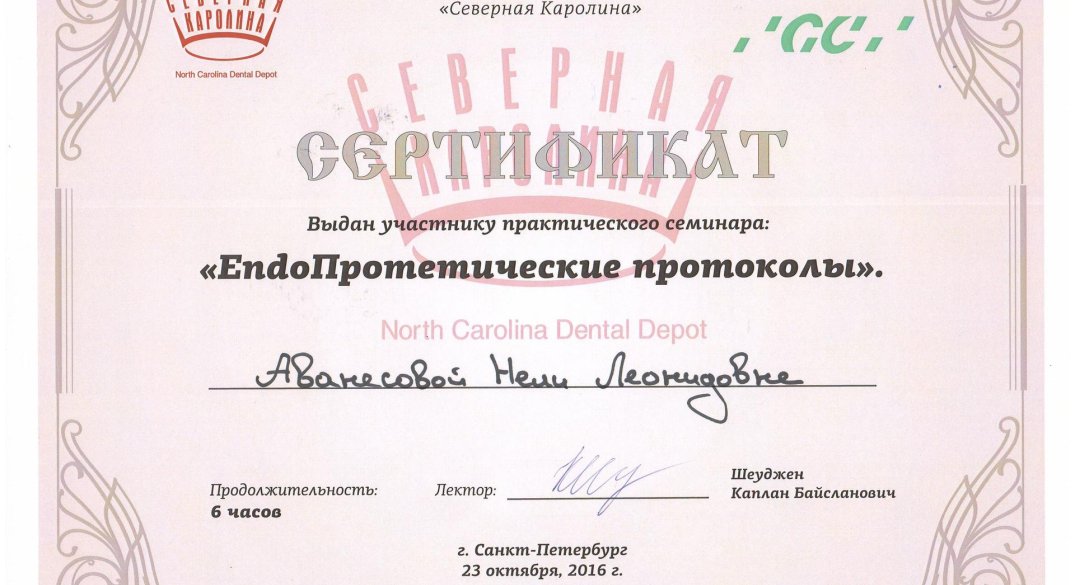 «Северная Каролина»
СЕВЕРНАЯ
КАРОЛИНА
North Carolina Dental Depot
GC
СЕВЕРНАЯ
КАРОЛИНА
СЕРТИФИКАТ
Выдан участнику практического семинара:
«EndoПротетические протоколы».
North Carolina Dental Depot
Аванесовой Нели Леонидовне
Продолжительность:
6 часов
Лектор:
Шеуджен
Каплан Байсланович
г. Санкт-Петербург
23 октября, 2016 г.